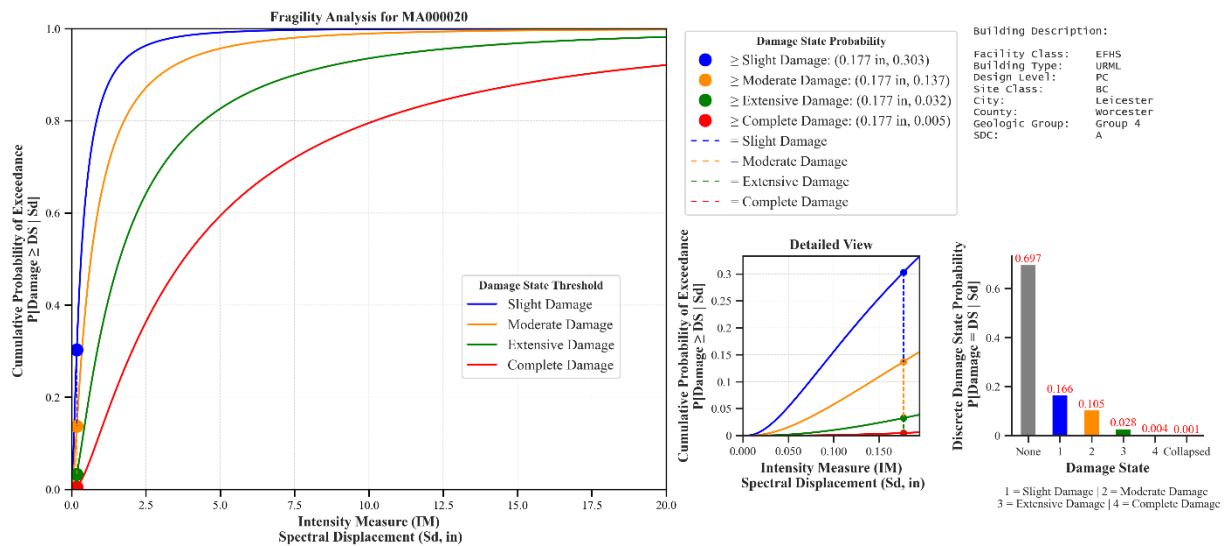 Fragility Analysis for MA000020
Cumulative Probability of Exceedance
P[Damage ≥ DS | Sd]
1.0
0.8
0.6
0.4
0.2
0.0
0.0 2.5 5.0 7.5 10.0 12.5 15.0 17.5 20.0
Intensity Measure (IM)
Spectral Displacement (Sd, in)
Damage State Threshold
Slight Damage
Moderate Damage
Extensive Damage
Complete Damage
Damage State Probability
≥ Slight Damage: (0.177 in, 0.303)
≥ Moderate Damage: (0.177 in, 0.137)
≥ Extensive Damage: (0.177 in, 0.032)
≥ Complete Damage: (0.177 in, 0.005)
= Slight Damage
= Moderate Damage
= Extensive Damage
= Complete Damage
Building Description:
Facility Class: EFHS
Building Type: URML
Design Level: PC
Site Class: BC
City: Leicester
County: Worcester
Geologic Group: Group 4
SDC: A
Detailed View
Cumulative Probability of Exceedance
P[Damage ≥ DS | Sd]
0.3
0.25
0.2
0.15
0.1
0.05
0
0.000 0.050 0.100 0.150
Intensity Measure (IM)
Spectral Displacement (Sd, in)
Discrete Damage State Probability
P[Damage = DS | Sd]
0.6
0.4
0.2
0
0.697
0.166
0.105
0.028
0.004
0.001
None 1 2 3 4 Collapsed
Damage State
1 = Slight Damage | 2 = Moderate Damage
3 = Extensive Damage | 4 = Complete Damage